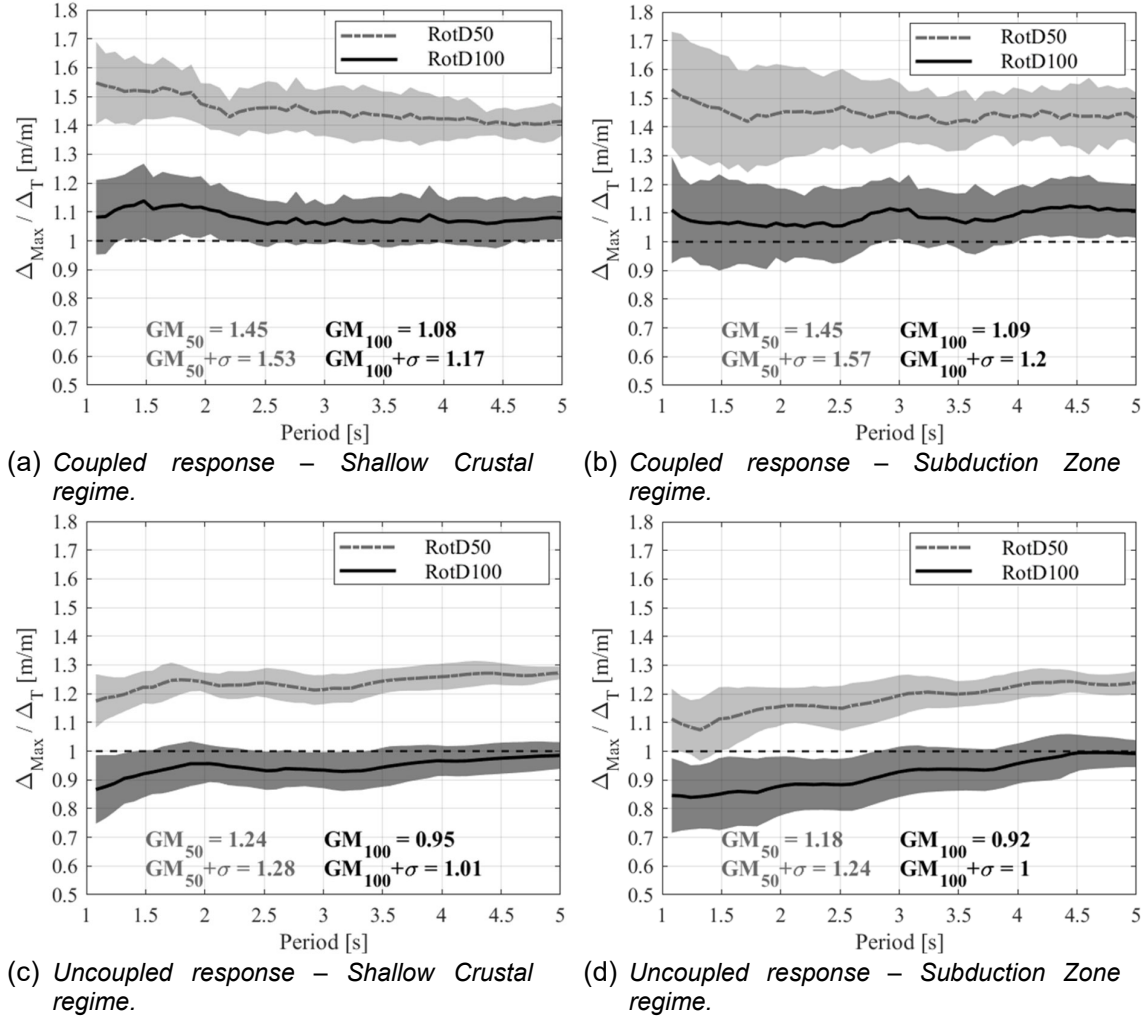 1.8
1.7
1.6
1.5
1.4
1.3
1.2
1.1
1
0.9
0.8
0.7
0.6
0.5
Δ_Max / Δ_T [m/m]
RotD50
RotD100
GM_50 = 1.45 GM_100 = 1.08
GM_50+σ = 1.53 GM_100+σ = 1.17
1 1.5 2 2.5 3 3.5 4 4.5 5
Period [s]
(a) Coupled response – Shallow Crustal
regime.
1.8
1.7
1.6
1.5
1.4
1.3
1.2
1.1
1
0.9
0.8
0.7
0.6
0.5
Δ_Max / Δ_T [m/m]
RotD50
RotD100
GM_50 = 1.45 GM_100 = 1.09
GM_50+σ = 1.57 GM_100+σ = 1.2
1 1.5 2 2.5 3 3.5 4 4.5 5
Period [s]
(b) Coupled response – Subduction Zone
regime.
1.8
1.7
1.6
1.5
1.4
1.3
1.2
1.1
1
0.9
0.8
0.7
0.6
0.5
Δ_Max / Δ_T [m/m]
RotD50
RotD100
GM_50 = 1.24 GM_100 = 0.95
GM_50+σ = 1.28 GM_100+σ = 1.01
1 1.5 2 2.5 3 3.5 4 4.5 5
Period [s]
(c) Uncoupled response – Shallow Crustal
regime.
1.8
1.7
1.6
1.5
1.4
1.3
1.2
1.1
1
0.9
0.8
0.7
0.6
0.5
Δ_Max / Δ_T [m/m]
RotD50
RotD100
GM_50 = 1.18 GM_100 = 0.92
GM_50+σ = 1.24 GM_100+σ = 1
1 1.5 2 2.5 3 3.5 4 4.5 5
Period [s]
(d) Uncoupled response – Subduction Zone
regime.